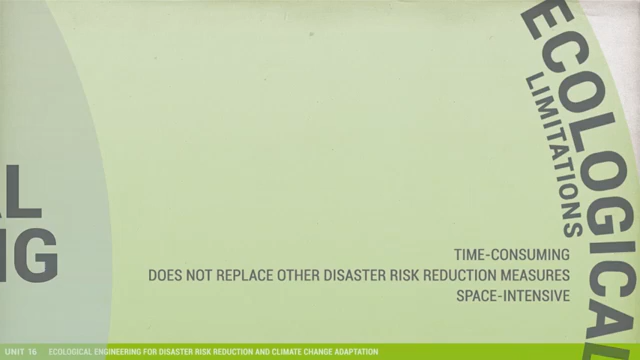 ECOLOGICAL
LIMITATIONS
AL
NG
TIME-CONSUMING
DOES NOT REPLACE OTHER DISASTER RISK REDUCTION MEASURES
SPACE-INTENSIVE
UNIT 16 ECOLOGICAL ENGINEERING FOR DISASTER RISK REDUCTION AND CLIMATE CHANGE ADAPTATION